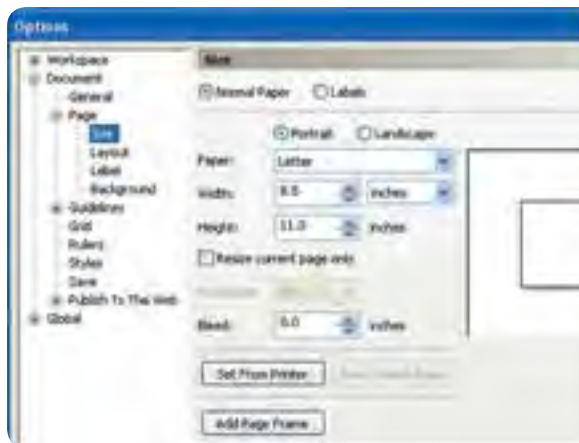 Options
Workspace
Document
General
Page
Size
Layout
Label
Background
Guidelines
Grid
Rulers
Styles
Save
Publish To The Web
Global
Size
Normal Paper Labels
Portrait Landscape
Paper: Letter
Width: 8.5 inches
Height: 11.0 inches
Resize current page only
Bleed: 0.0 inches
Set From Printer
Add Page Frame